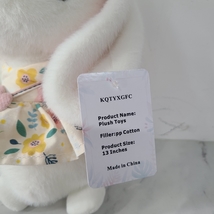 KQTYXGFC
Product Name:
Plush Toys
Filler:pp Cotton
Product Size:
13 Inches
Made in China